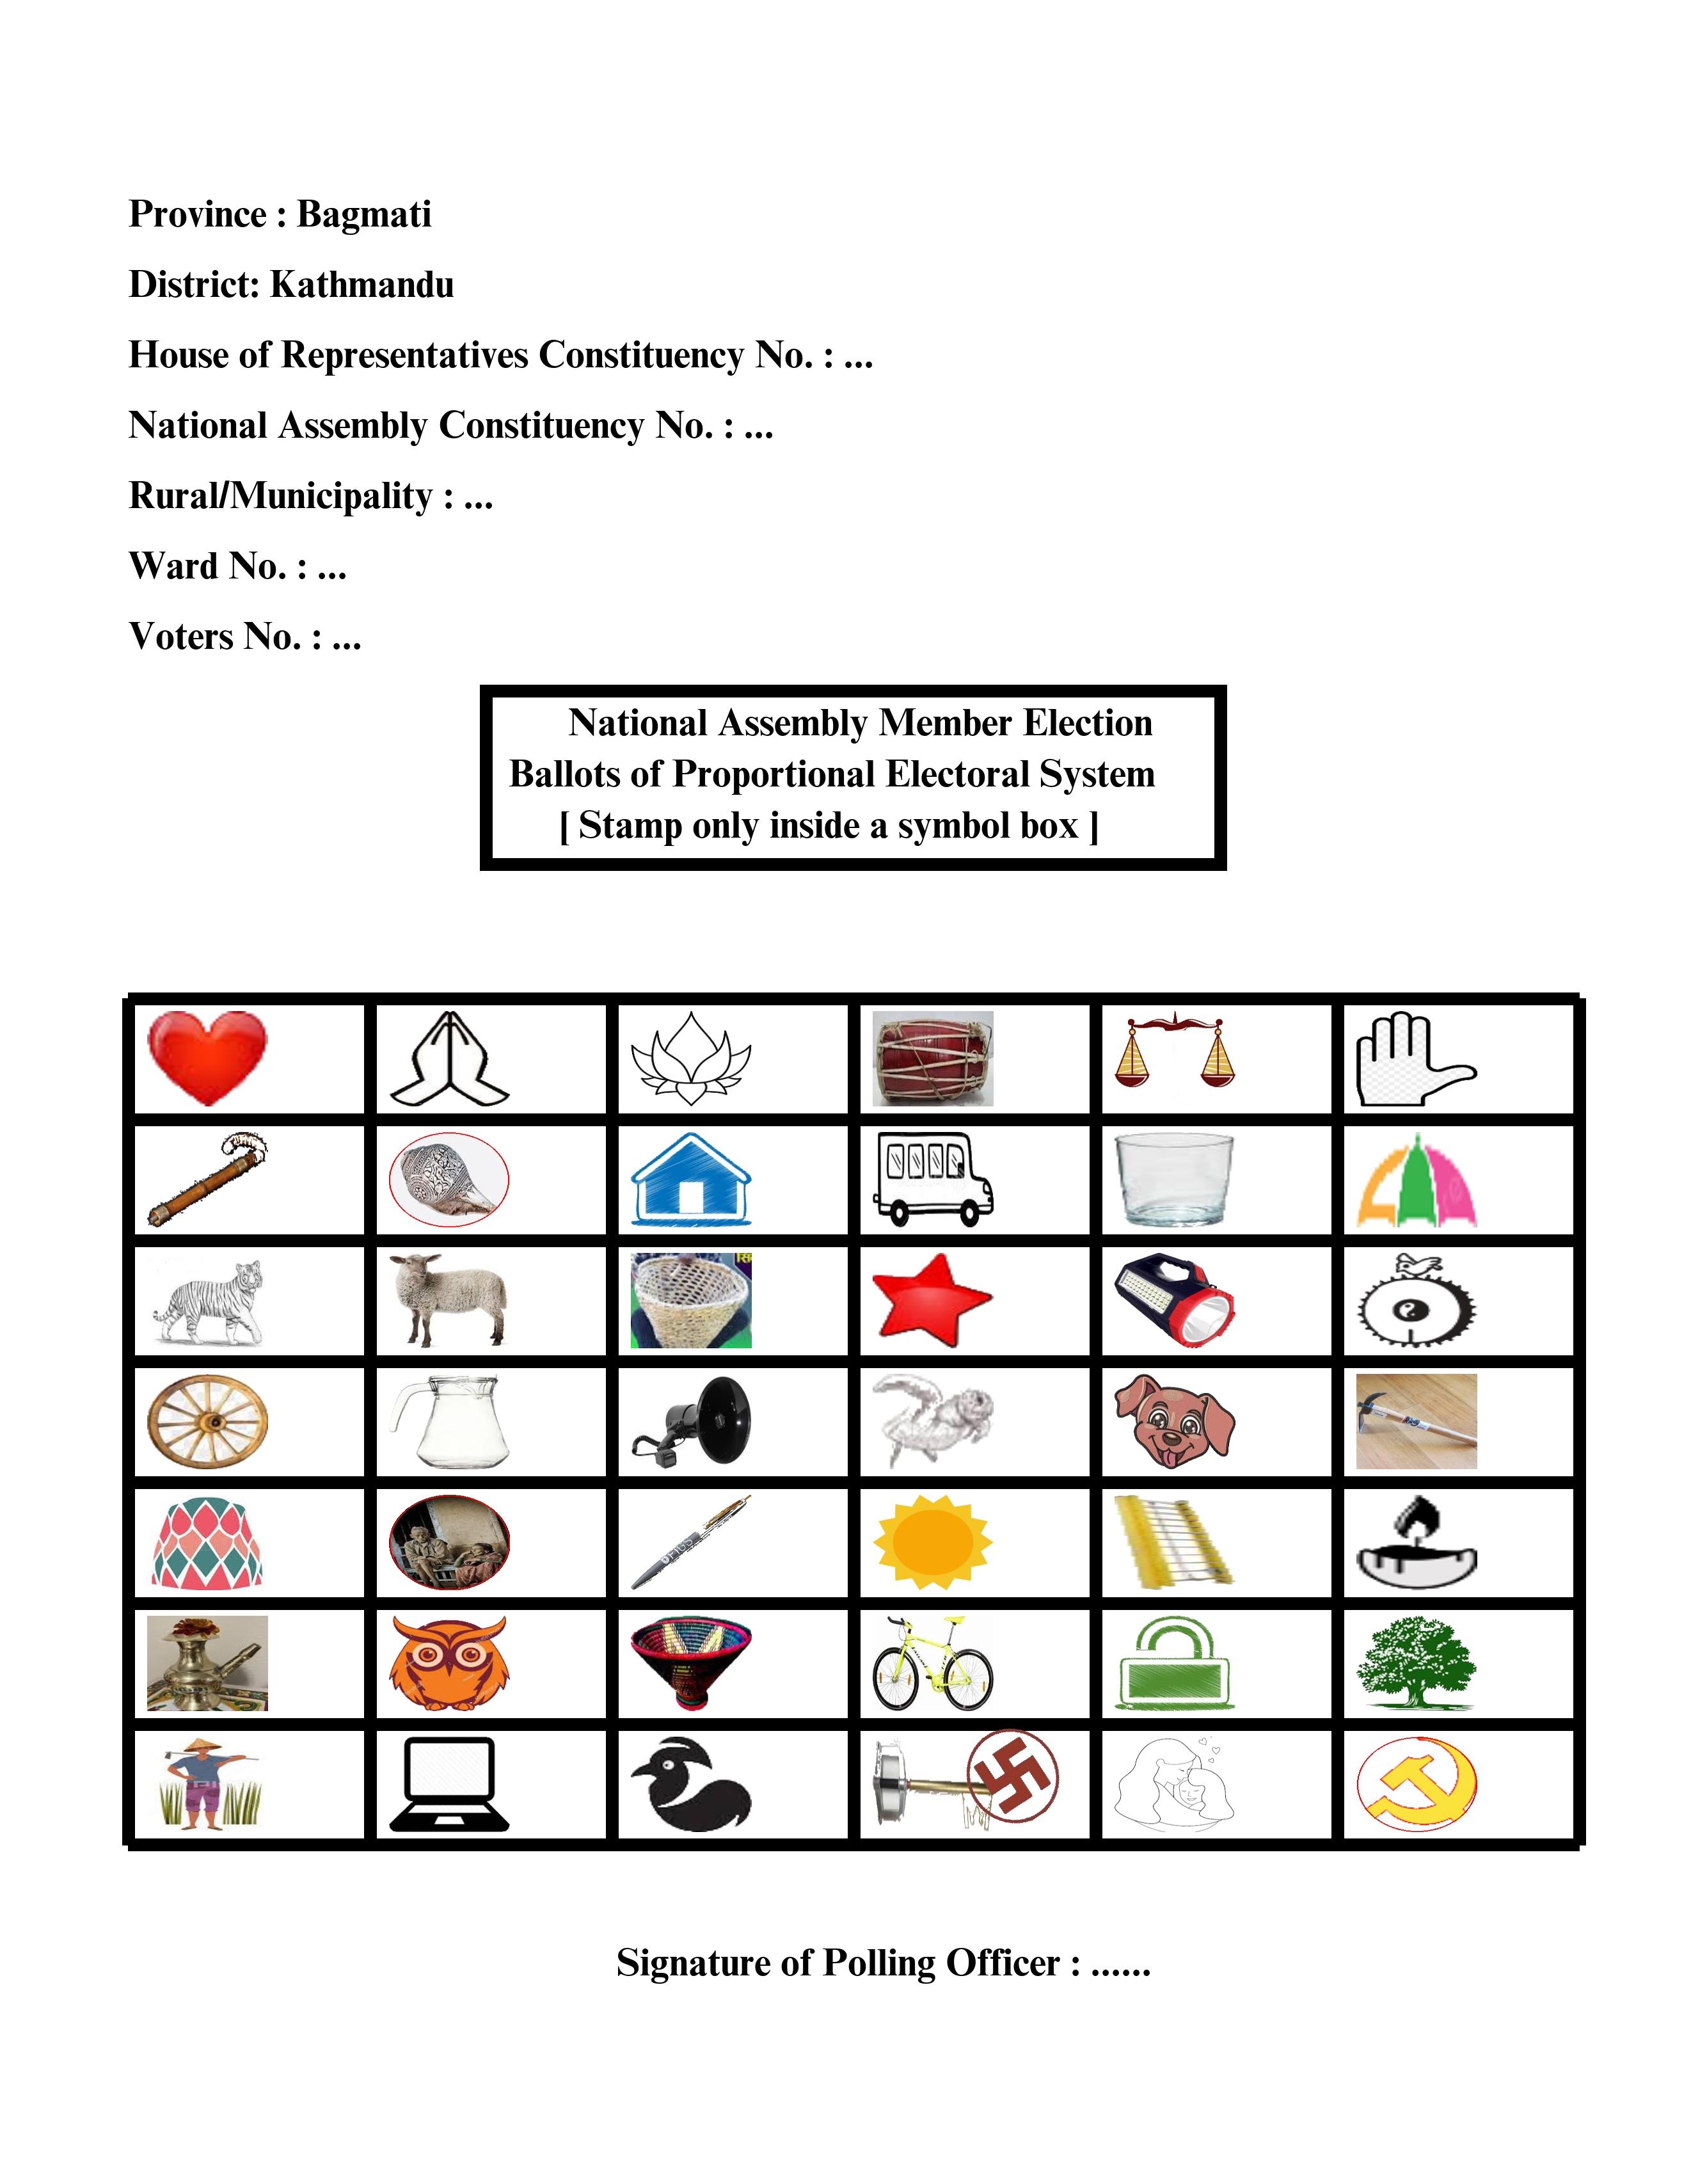 Province : Bagmati
District: Kathmandu
House of Representatives Constituency No. : ...
National Assembly Constituency No. : ...
Rural/Municipality : ...
Ward No. : ...
Voters No. : ...
National Assembly Member Election
Ballots of Proportional Electoral System
[ Stamp only inside a symbol box ]
Signature of Polling Officer : ......